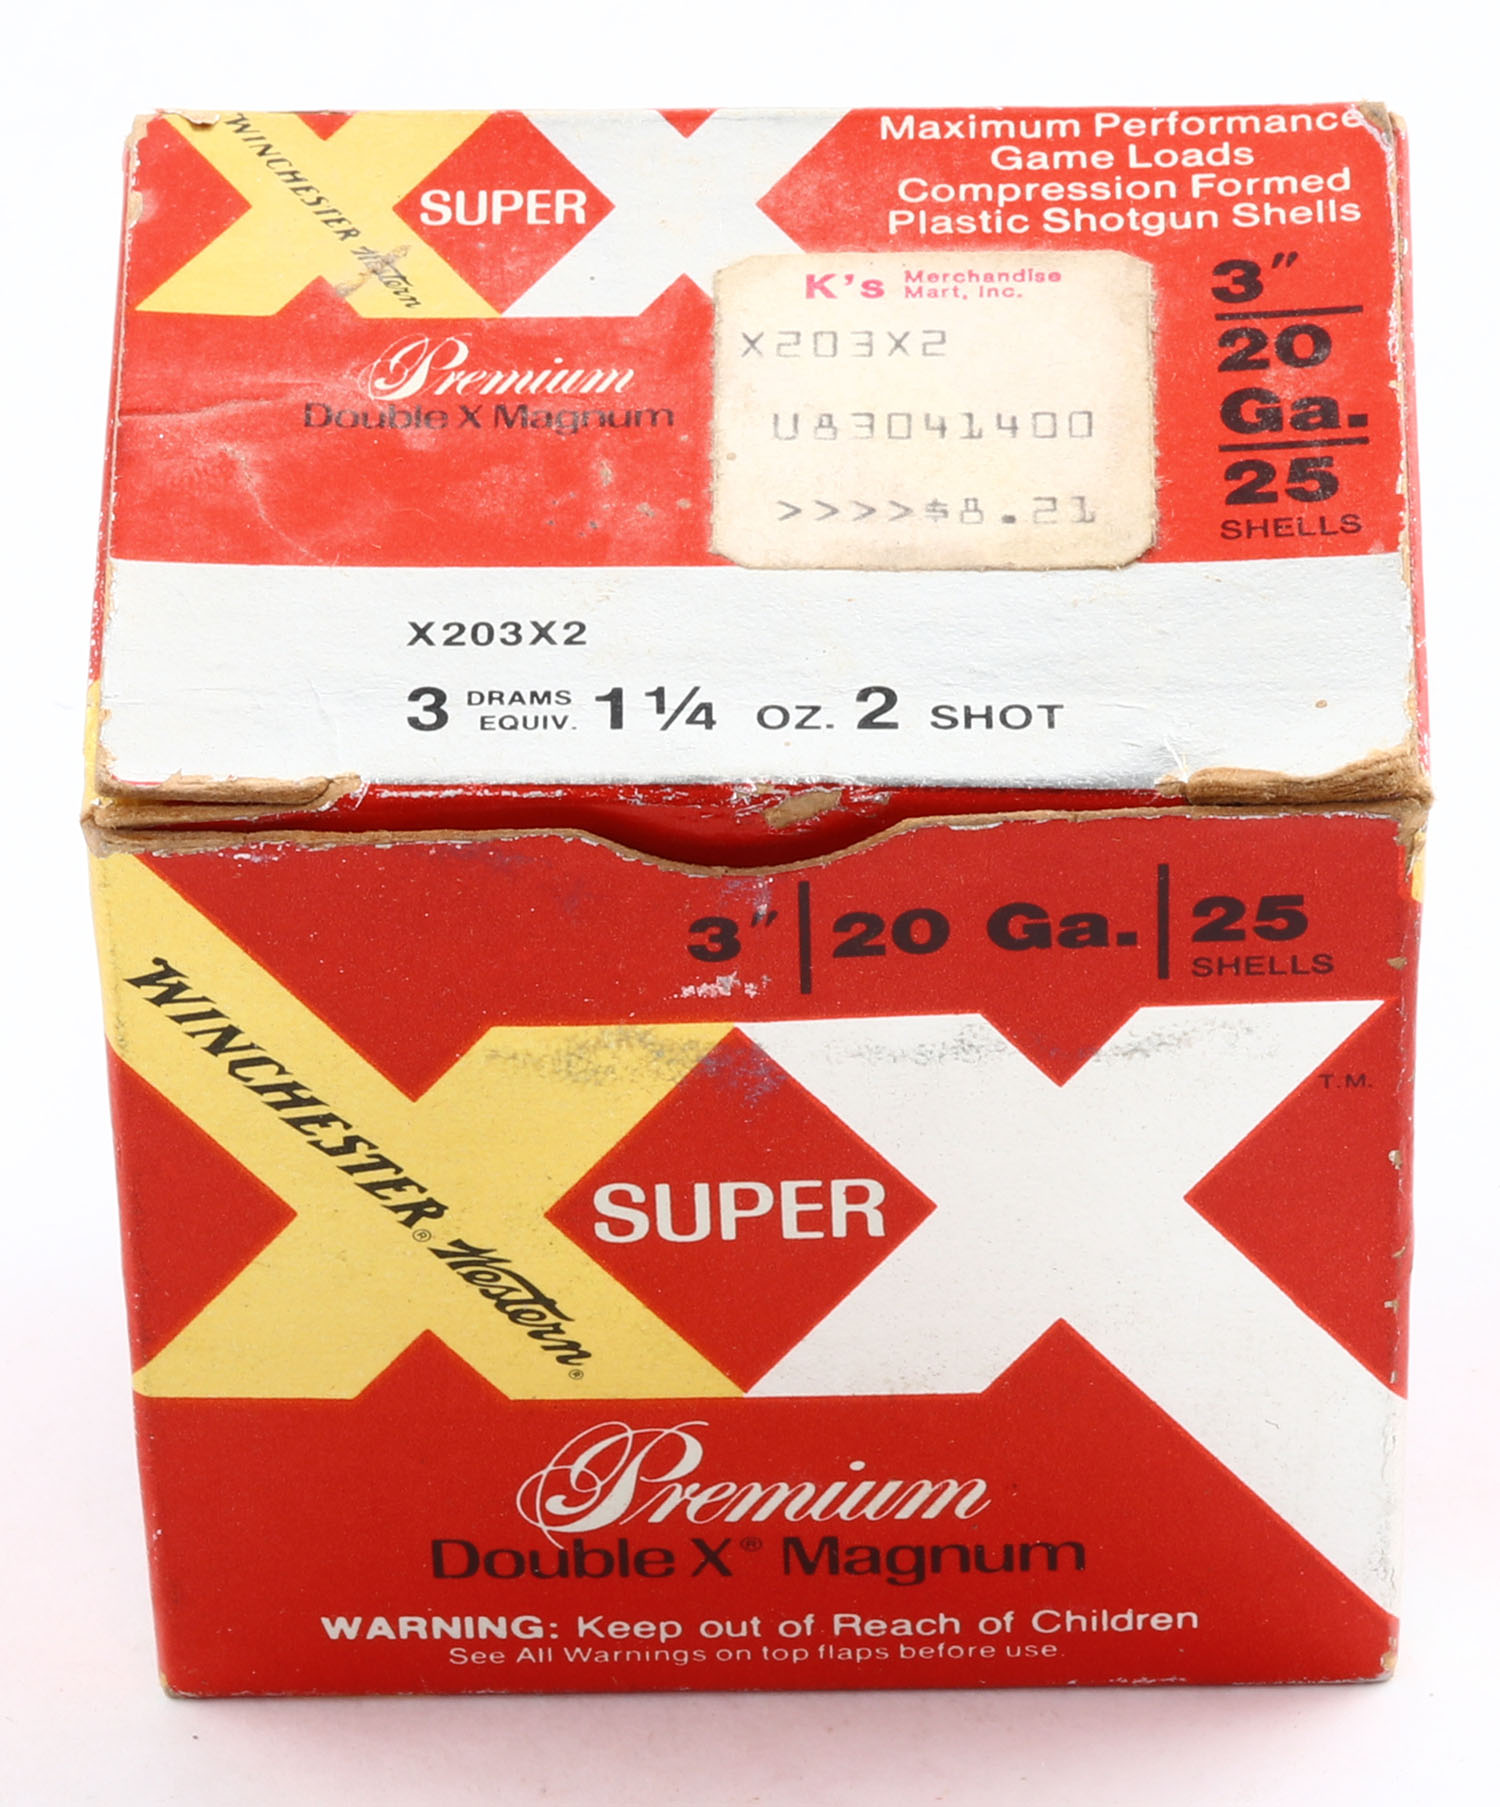 WINCHESTER Western
SUPER
Maximum Performance
Game Loads
Compression Formed
Plastic Shotgun Shells
Premium
Double X Magnum
K's Merchandise
Mart, Inc.
X203X2
U83041400
>>>>$8.21
3"
20
Ga.
25
SHELLS
X203X2
3 DRAMS EQUIV. 1 1/4 OZ. 2 SHOT
3" 20 Ga. 25 SHELLS
WINCHESTER® Western®
SUPER
T.M.
Premium
Double X® Magnum
WARNING: Keep out of Reach of Children
See All Warnings on top flaps before use.